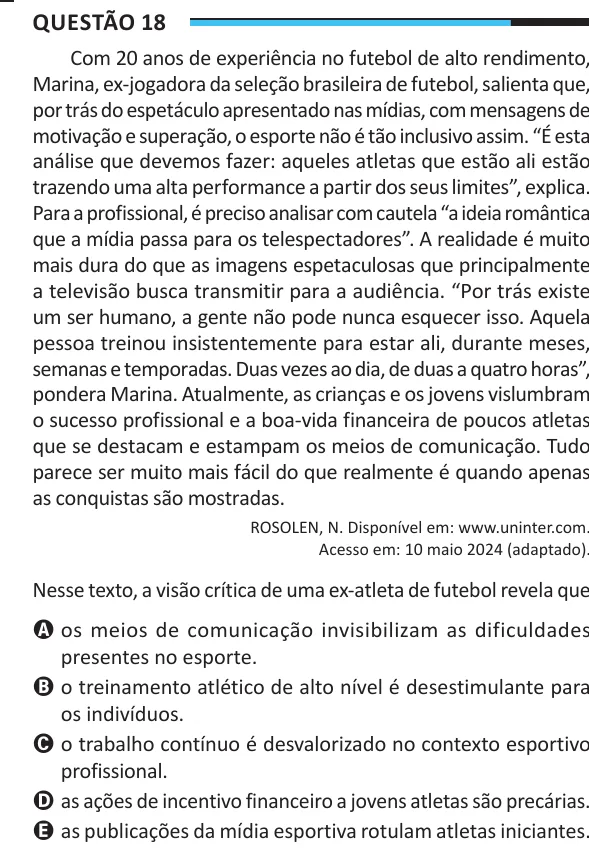 QUESTÃO 18
Com 20 anos de experiência no futebol de alto rendimento,
Marina, ex-jogadora da seleção brasileira de futebol, salienta que,
por trás do espetáculo apresentado nas mídias, com mensagens de
motivação e superação, o esporte não é tão inclusivo assim. “É esta
análise que devemos fazer: aqueles atletas que estão ali estão
trazendo uma alta performance a partir dos seus limites”, explica.
Para a profissional, é preciso analisar com cautela “a ideia romântica
que a mídia passa para os telespectadores”. A realidade é muito
mais dura do que as imagens espetaculosas que principalmente
a televisão busca transmitir para a audiência. “Por trás existe
um ser humano, a gente não pode nunca esquecer isso. Aquela
pessoa treinou insistentemente para estar ali, durante meses,
semanas e temporadas. Duas vezes ao dia, de duas a quatro horas”,
pondera Marina. Atualmente, as crianças e os jovens vislumbram
o sucesso profissional e a boa-vida financeira de poucos atletas
que se destacam e estampam os meios de comunicação. Tudo
parece ser muito mais fácil do que realmente é quando apenas
as conquistas são mostradas.
ROSOLEN, N. Disponível em: www.uninter.com.
Acesso em: 10 maio 2024 (adaptado).
Nesse texto, a visão crítica de uma ex-atleta de futebol revela que
A os meios de comunicação invisibilizam as dificuldades
presentes no esporte.
B o treinamento atlético de alto nível é desestimulante para
os indivíduos.
C o trabalho contínuo é desvalorizado no contexto esportivo
profissional.
D as ações de incentivo financeiro a jovens atletas são precárias.
E as publicações da mídia esportiva rotulam atletas iniciantes.